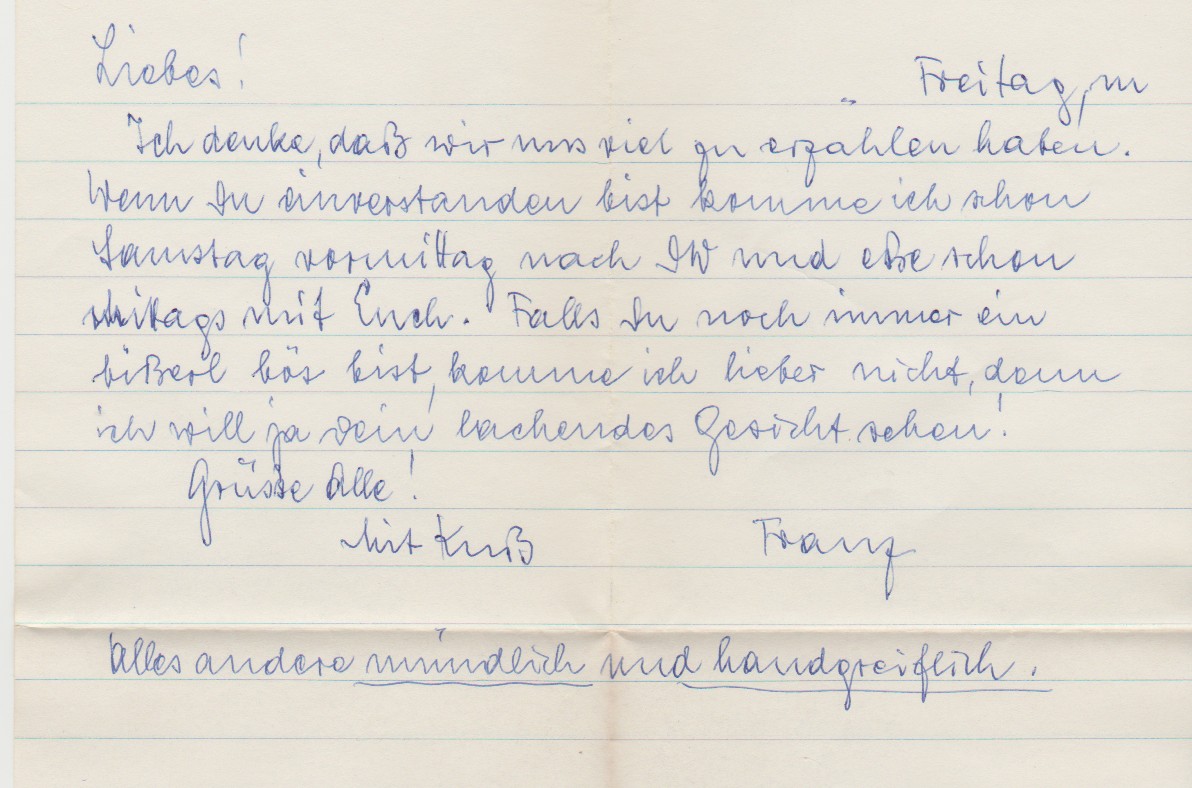 Liebes!
Freitag, m
Ich denke, daß wir uns viel zu erzählen haben.
Wenn Du einverstanden bist komme ich schon
Samstag vormittag nach DW und eße schon
mittags mit Euch. Falls Du noch immer ein
bißerl bös bist, komme ich lieber nicht, denn
ich will ja Dein lachendes Gesicht sehen!
Grüsse Alle!
Mit Kuß Franz
Alles andere mündlich und handgreiflich.